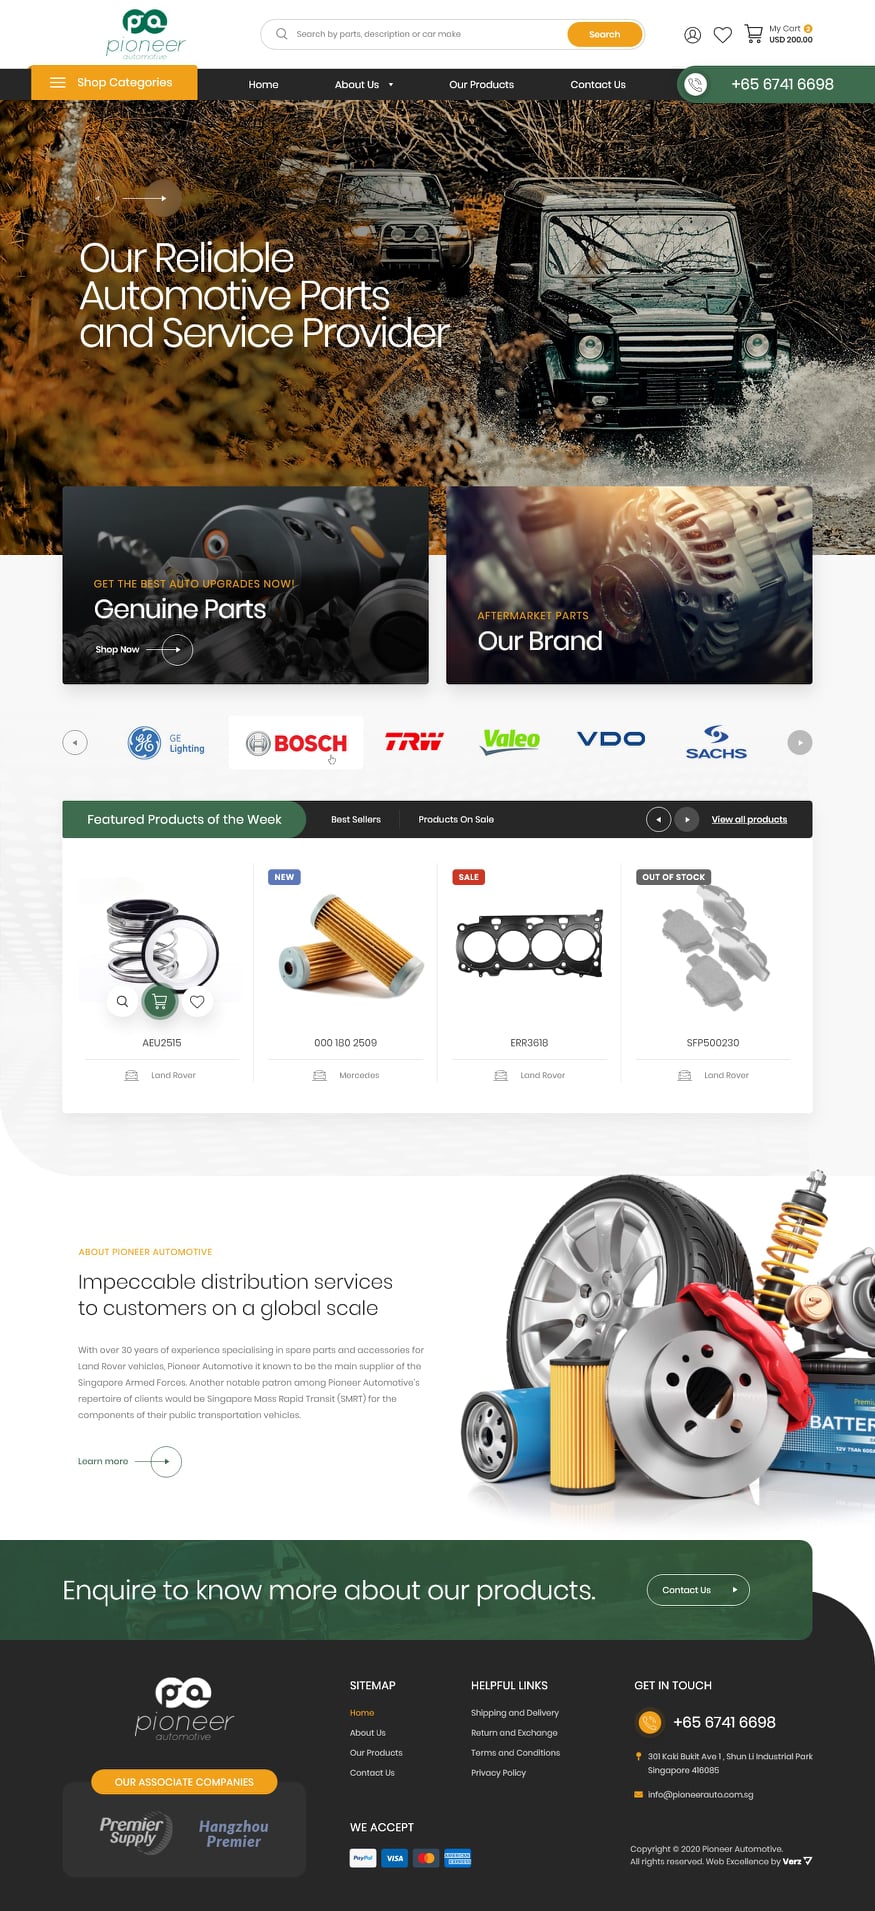 pioneer
automotive
Search by parts, description or car make
Search
My Cart 2
USD 200.00
Shop Categories
Home
About Us
Our Products
Contact Us
+65 6741 6698
Our Reliable
Automotive Parts
and Service Provider
GET THE BEST AUTO UPGRADES NOW!
Genuine Parts
Shop Now
AFTERMARKET PARTS
Our Brand
GE
Lighting
BOSCH
TRW
Valeo
VDO
SACHS
Featured Products of the Week
Best Sellers
Products On Sale
View all products
NEW
SALE
OUT OF STOCK
AEU2515
000 180 2509
ERR3618
SFP500230
Land Rover
Mercedes
Land Rover
Land Rover
ABOUT PIONEER AUTOMOTIVE
Impeccable distribution services
to customers on a global scale
With over 30 years of experience specialising in spare parts and accessories for
Land Rover vehicles, Pioneer Automotive it known to be the main supplier of the
Singapore Armed Forces. Another notable patron among Pioneer Automotive's
repertoire of clients would be Singapore Mass Rapid Transit (SMRT) for the
components of their public transportation vehicles.
Learn more
Premi
BATTER
12V 75Ah 600A
Enquire to know more about our products.
Contact Us
pioneer
automotive
OUR ASSOCIATE COMPANIES
Premier
Supply
Hangzhou
Premier
SITEMAP
Home
About Us
Our Products
Contact Us
HELPFUL LINKS
Shipping and Delivery
Return and Exchange
Terms and Conditions
Privacy Policy
WE ACCEPT
PayPal
VISA
AMERICAN
EXPRESS
GET IN TOUCH
+65 6741 6698
301 Kaki Bukit Ave 1 , Shun Li Industrial Park
Singapore 416085
info@pioneerauto.com.sg
Copyright © 2020 Pioneer Automotive.
All rights reserved. Web Excellence by Verz